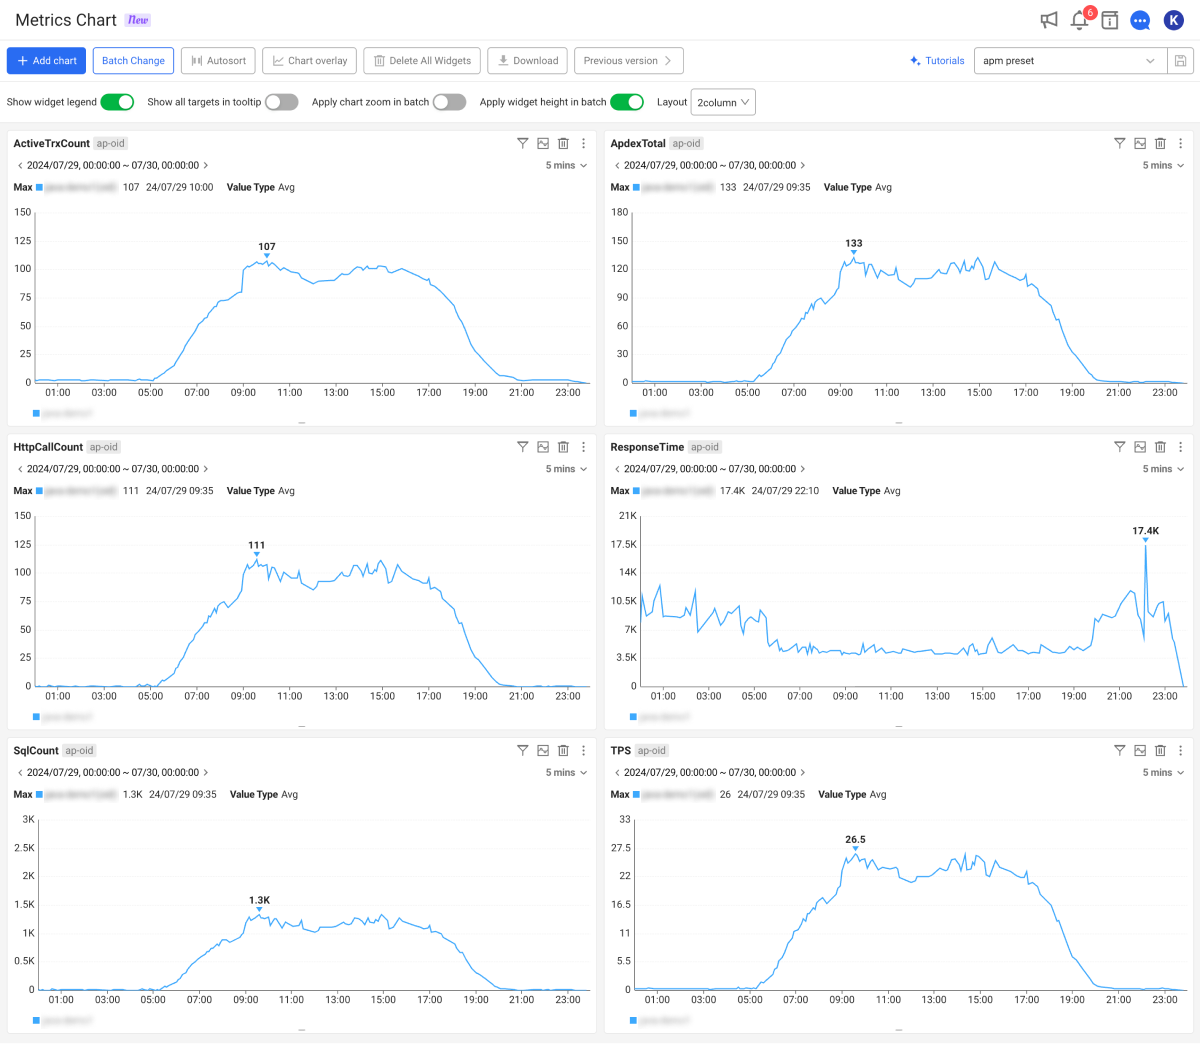 Metrics Chart New
6
K
Add chart Batch Change Autosort Chart overlay Delete All Widgets Download Previous version Tutorials apm preset
Show widget legend Show all targets in tooltip Apply chart zoom in batch Apply widget height in batch Layout 2column
ActiveTrxCount ap-oid
2024/07/29, 00:00:00 ~ 07/30, 00:00:00 5 mins
Max 107 24/07/29 10:00 Value Type Avg
150
125
107
100
75
50
25
0
01:00 03:00 05:00 07:00 09:00 11:00 13:00 15:00 17:00 19:00 21:00 23:00
ApdexTotal ap-oid
2024/07/29, 00:00:00 ~ 07/30, 00:00:00 5 mins
Max 133 24/07/29 09:35 Value Type Avg
180
150
133
120
90
60
30
0
01:00 03:00 05:00 07:00 09:00 11:00 13:00 15:00 17:00 19:00 21:00 23:00
HttpCallCount ap-oid
2024/07/29, 00:00:00 ~ 07/30, 00:00:00 5 mins
Max 111 24/07/29 09:35 Value Type Avg
150
125
111
100
75
50
25
0
01:00 03:00 05:00 07:00 09:00 11:00 13:00 15:00 17:00 19:00 21:00 23:00
ResponseTime ap-oid
2024/07/29, 00:00:00 ~ 07/30, 00:00:00 5 mins
Max 17.4K 24/07/29 22:10 Value Type Avg
21K
17.4K
17.5K
14K
10.5K
7K
3.5K
0
01:00 03:00 05:00 07:00 09:00 11:00 13:00 15:00 17:00 19:00 21:00 23:00
SqlCount ap-oid
2024/07/29, 00:00:00 ~ 07/30, 00:00:00 5 mins
Max 1.3K 24/07/29 09:35 Value Type Avg
3K
2.5K
2K
1.3K
1.5K
1K
0.5K
0
01:00 03:00 05:00 07:00 09:00 11:00 13:00 15:00 17:00 19:00 21:00 23:00
TPS ap-oid
2024/07/29, 00:00:00 ~ 07/30, 00:00:00 5 mins
Max 26 24/07/29 09:35 Value Type Avg
33
26.5
27.5
22
16.5
11
5.5
0
01:00 03:00 05:00 07:00 09:00 11:00 13:00 15:00 17:00 19:00 21:00 23:00